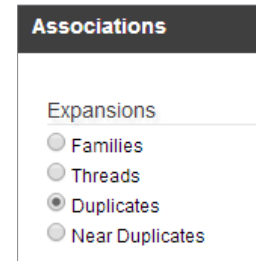 Associations
Expansions
Families
Threads
Duplicates
Near Duplicates